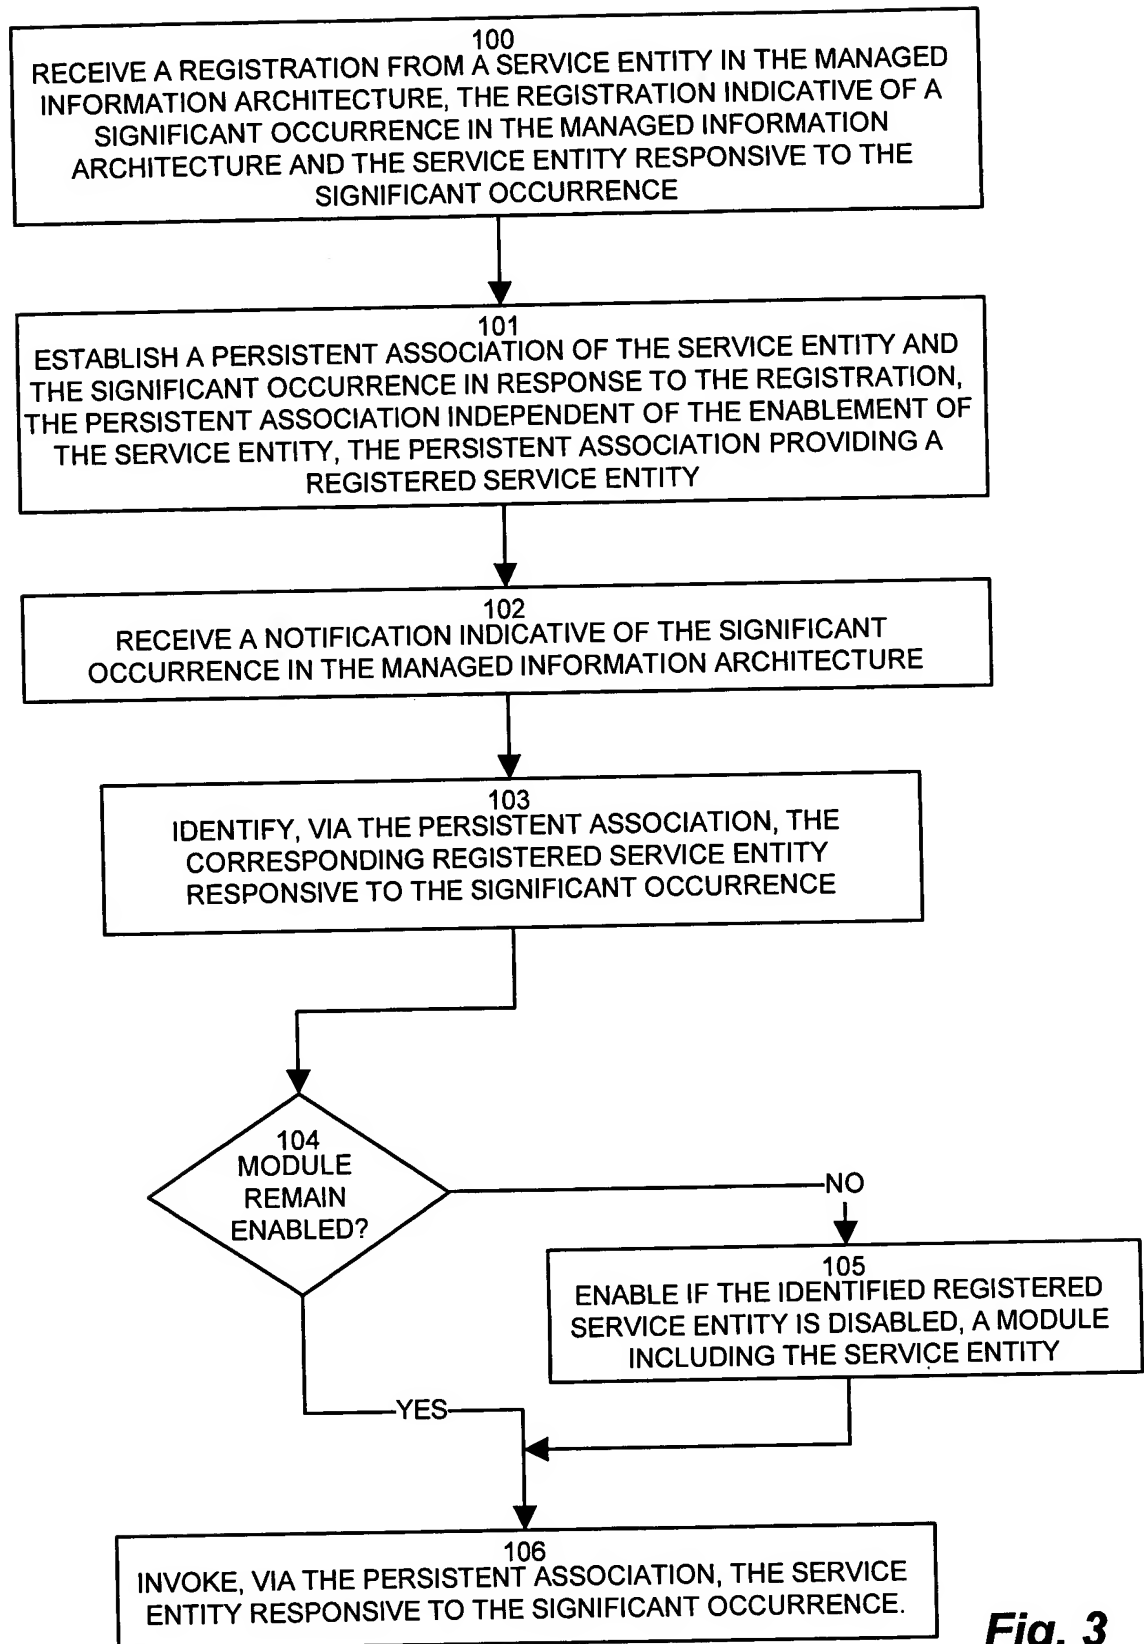 100
RECEIVE A REGISTRATION FROM A SERVICE ENTITY IN THE MANAGED
INFORMATION ARCHITECTURE, THE REGISTRATION INDICATIVE OF A
SIGNIFICANT OCCURRENCE IN THE MANAGED INFORMATION
ARCHITECTURE AND THE SERVICE ENTITY RESPONSIVE TO THE
SIGNIFICANT OCCURRENCE
101
ESTABLISH A PERSISTENT ASSOCIATION OF THE SERVICE ENTITY AND
THE SIGNIFICANT OCCURRENCE IN RESPONSE TO THE REGISTRATION,
THE PERSISTENT ASSOCIATION INDEPENDENT OF THE ENABLEMENT OF
THE SERVICE ENTITY, THE PERSISTENT ASSOCIATION PROVIDING A
REGISTERED SERVICE ENTITY
102
RECEIVE A NOTIFICATION INDICATIVE OF THE SIGNIFICANT
OCCURRENCE IN THE MANAGED INFORMATION ARCHITECTURE
103
IDENTIFY, VIA THE PERSISTENT ASSOCIATION, THE
CORRESPONDING REGISTERED SERVICE ENTITY
RESPONSIVE TO THE SIGNIFICANT OCCURRENCE
104
MODULE
REMAIN
ENABLED?
NO
105
ENABLE IF THE IDENTIFIED REGISTERED
SERVICE ENTITY IS DISABLED, A MODULE
INCLUDING THE SERVICE ENTITY
YES
106
INVOKE, VIA THE PERSISTENT ASSOCIATION, THE SERVICE
ENTITY RESPONSIVE TO THE SIGNIFICANT OCCURRENCE.
Fig. 3